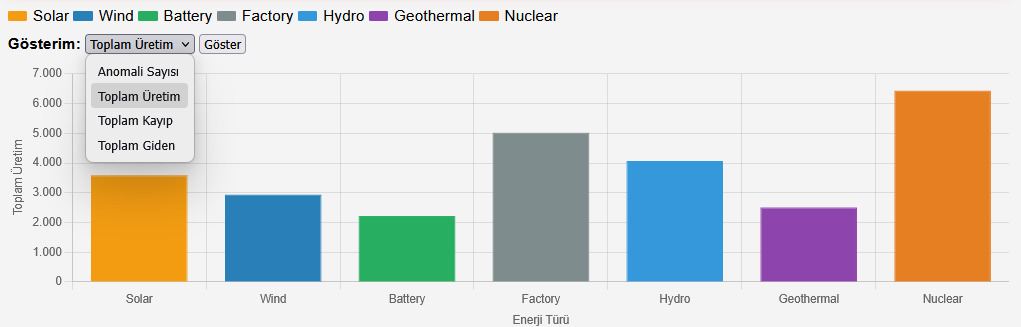 Solar Wind Battery Factory Hydro Geothermal Nuclear
Gösterim: Toplam Üretim Göster
Anomali Sayısı
Toplam Üretim
Toplam Kayıp
Toplam Giden
Toplam Üretim
7.000
6.000
5.000
4.000
3.000
2.000
1.000
0
Solar Wind Battery Factory Hydro Geothermal Nuclear
Enerji Türü